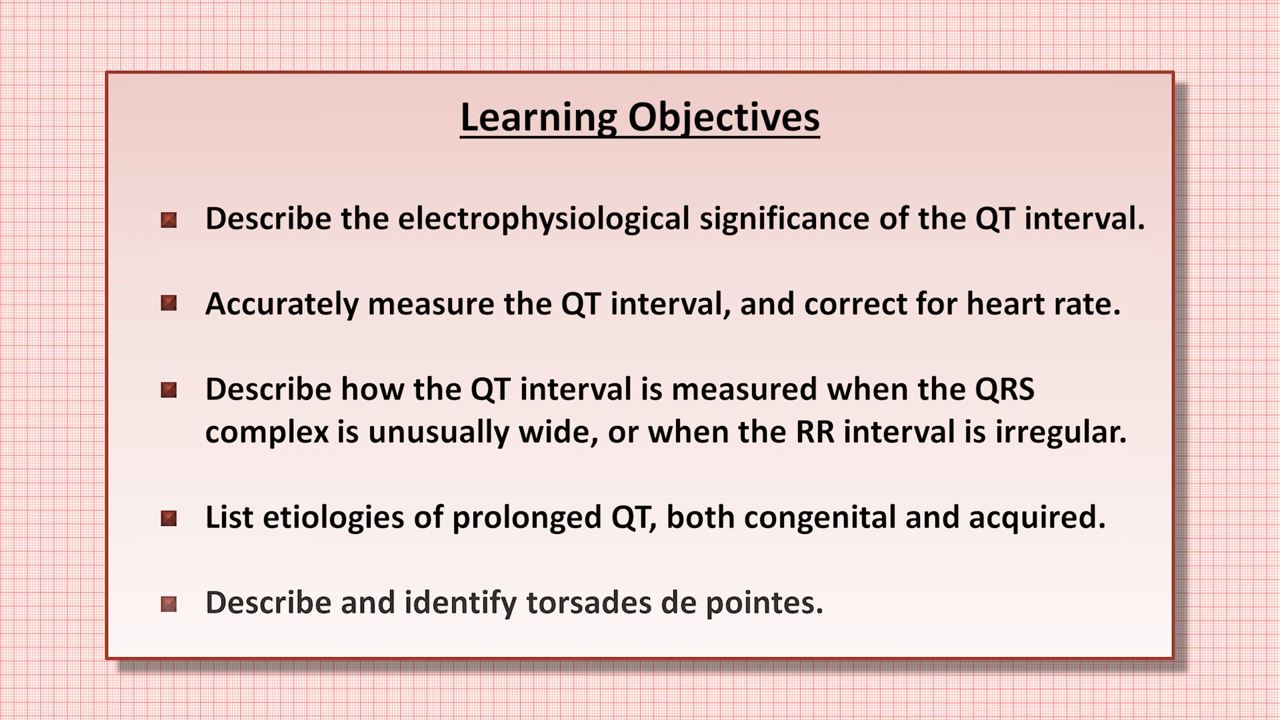 Learning Objectives
Describe the electrophysiological significance of the QT interval.
Accurately measure the QT interval, and correct for heart rate.
Describe how the QT interval is measured when the QRS
complex is unusually wide, or when the RR interval is irregular.
List etiologies of prolonged QT, both congenital and acquired.
Describe and identify torsades de pointes.